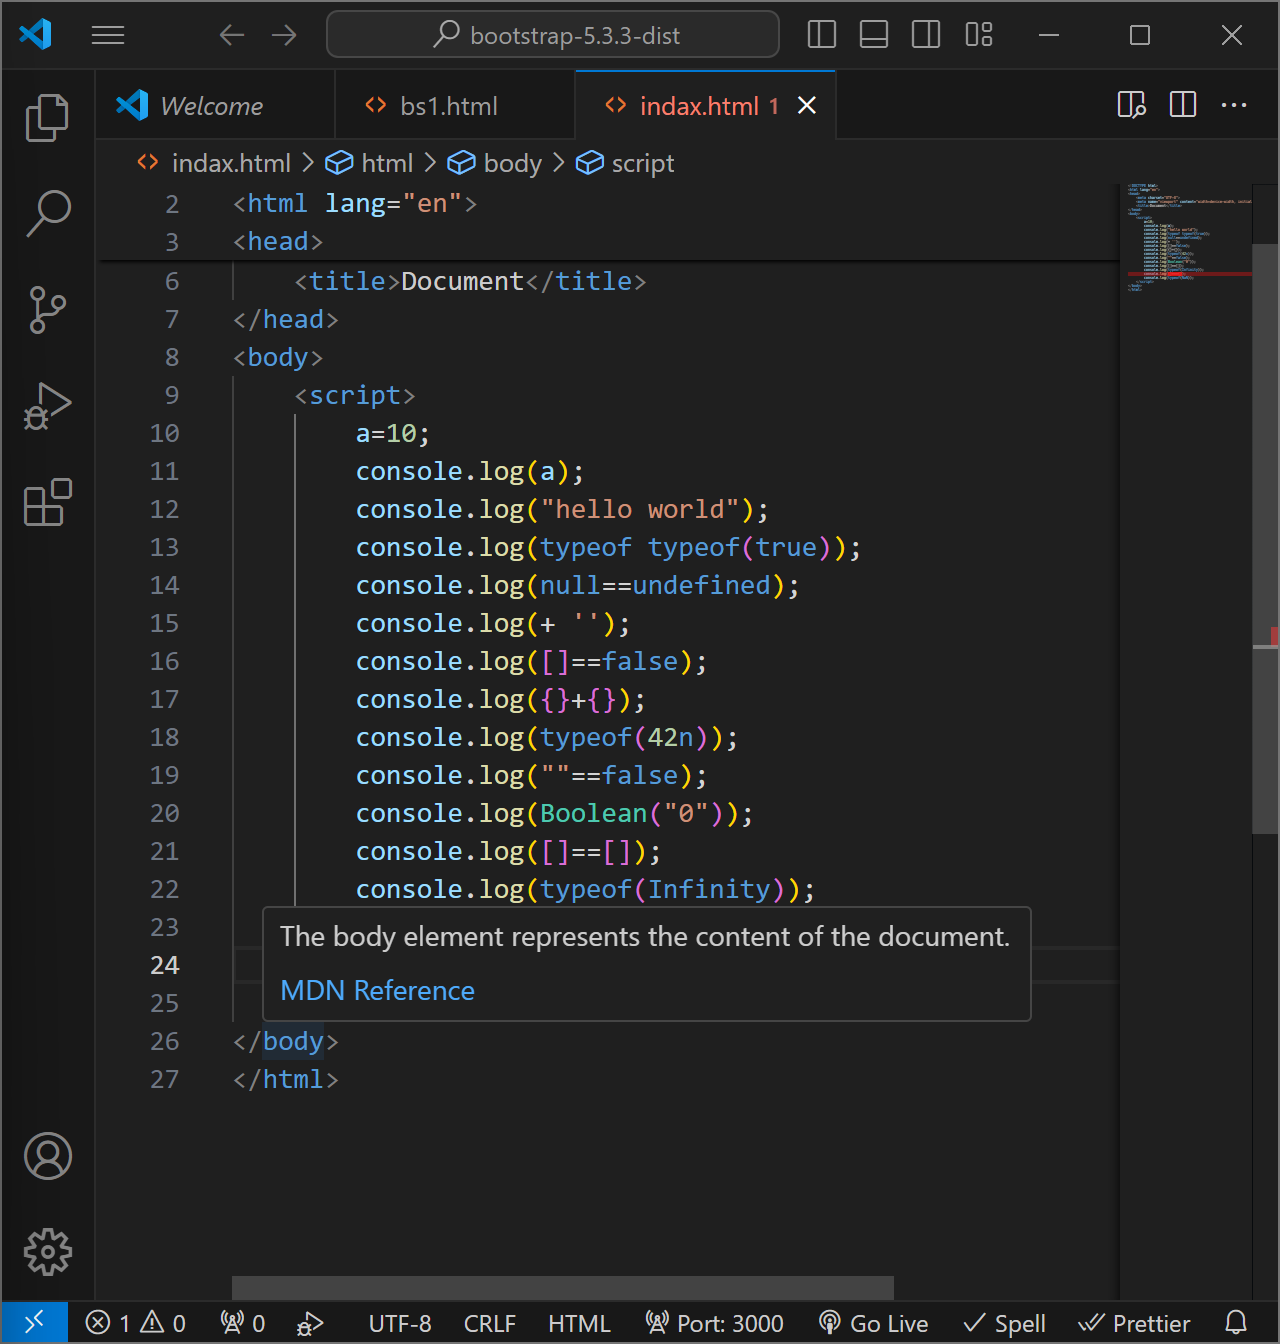 bootstrap-5.3.3-dist
Welcome
bs1.html
indax.html 1
indax.html > html > body > script
2 <html lang="en">
3 <head>
6 <title>Document</title>
7 </head>
8 <body>
9 <script>
10 a=10;
11 console.log(a);
12 console.log("hello world");
13 console.log(typeof typeof(true));
14 console.log(null==undefined);
15 console.log(+ '');
16 console.log([]==false);
17 console.log({}+{});
18 console.log(typeof(42n));
19 console.log(""==false);
20 console.log(Boolean("0"));
21 console.log([]==[]);
22 console.log(typeof(Infinity));
23
The body element represents the content of the document.
24
MDN Reference
25
26 </body>
27 </html>
1 0 0 UTF-8 CRLF HTML Port: 3000 Go Live Spell Prettier